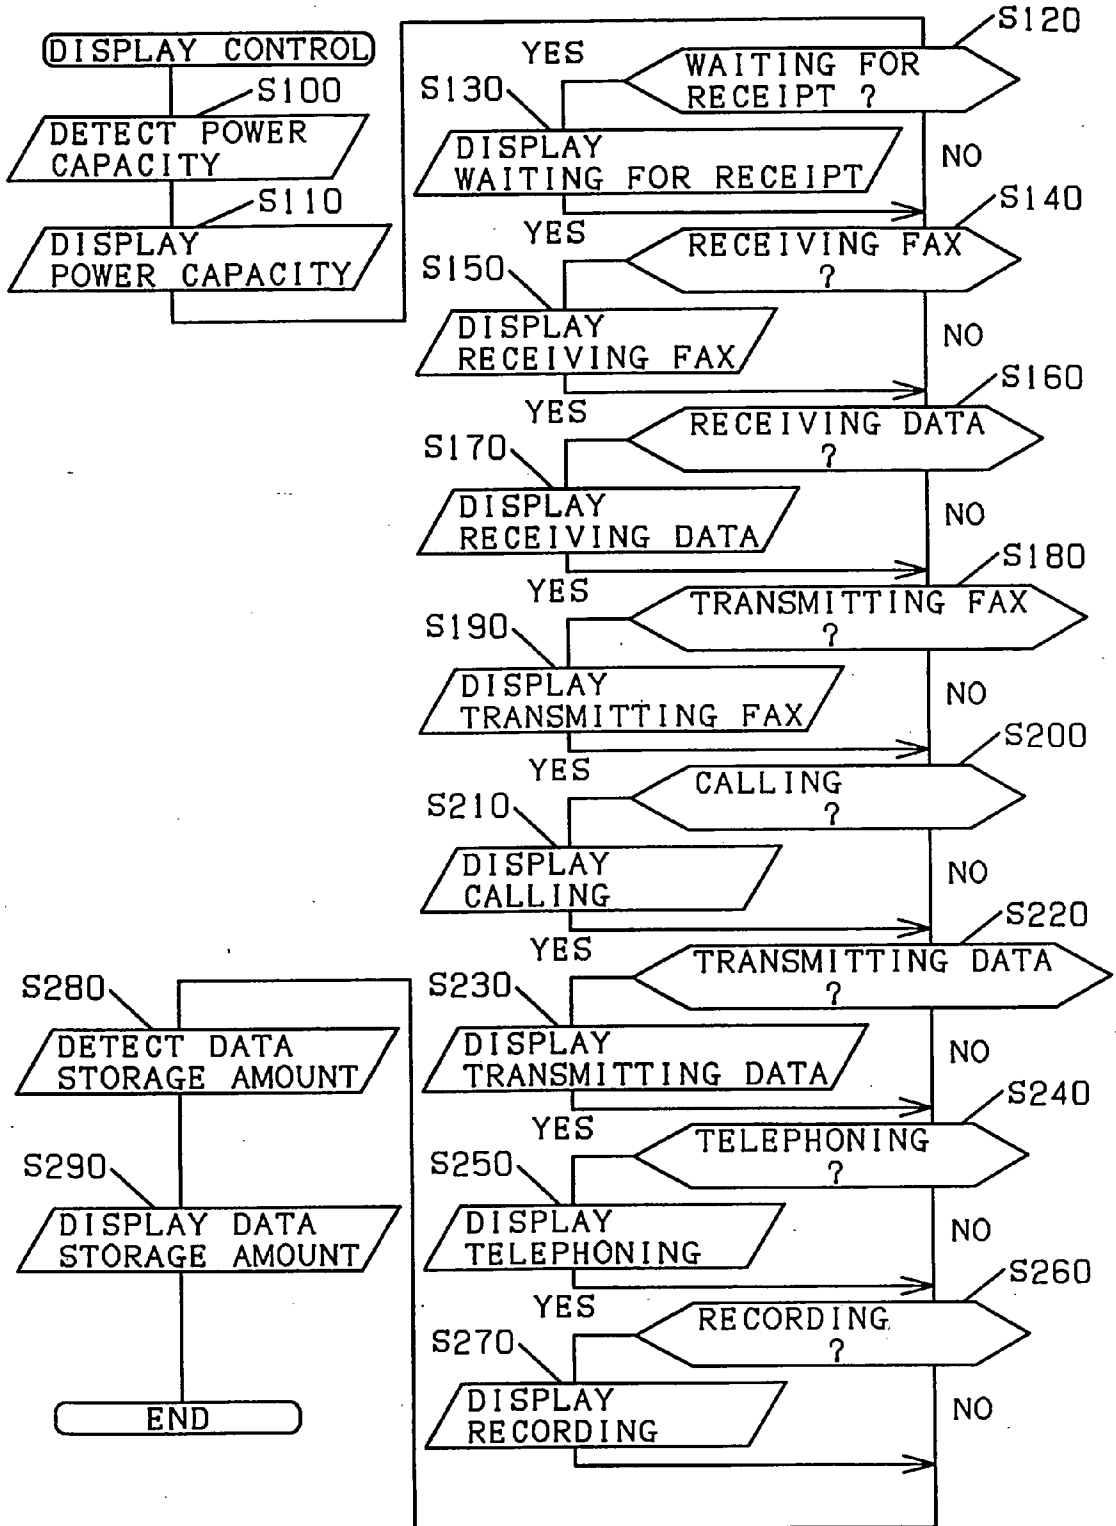 DISPLAY CONTROL
S100
DETECT POWER
CAPACITY
S110
DISPLAY
POWER CAPACITY
S120
WAITING FOR
RECEIPT ?
YES
NO
S130
DISPLAY
WAITING FOR RECEIPT
S140
RECEIVING FAX
?
YES
NO
S150
DISPLAY
RECEIVING FAX
S160
RECEIVING DATA
?
YES
NO
S170
DISPLAY
RECEIVING DATA
S180
TRANSMITTING FAX
?
YES
NO
S190
DISPLAY
TRANSMITTING FAX
S200
CALLING
?
YES
NO
S210
DISPLAY
CALLING
S220
TRANSMITTING DATA
?
YES
NO
S230
DISPLAY
TRANSMITTING DATA
S240
TELEPHONING
?
YES
NO
S250
DISPLAY
TELEPHONING
S260
RECORDING
?
YES
NO
S270
DISPLAY
RECORDING
S280
DETECT DATA
STORAGE AMOUNT
S290
DISPLAY DATA
STORAGE AMOUNT
END